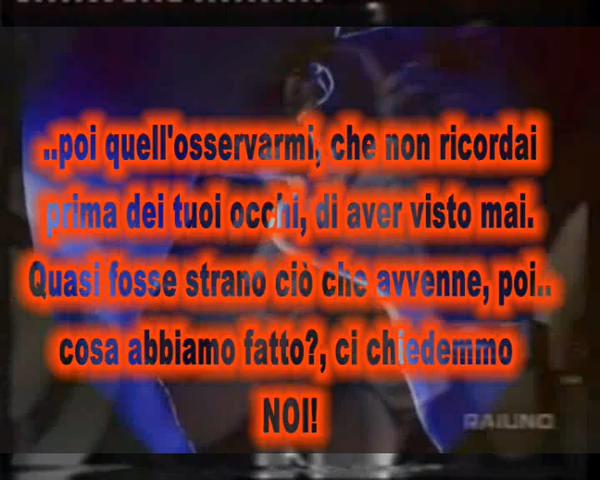 ..poi quell'osservarmi, che non ricordai
prima dei tuoi occhi, di aver visto mai.
Quasi fosse strano ciò che avvenne, poi..
cosa abbiamo fatto?, ci chiedemmo
NOI!
RAIUNO